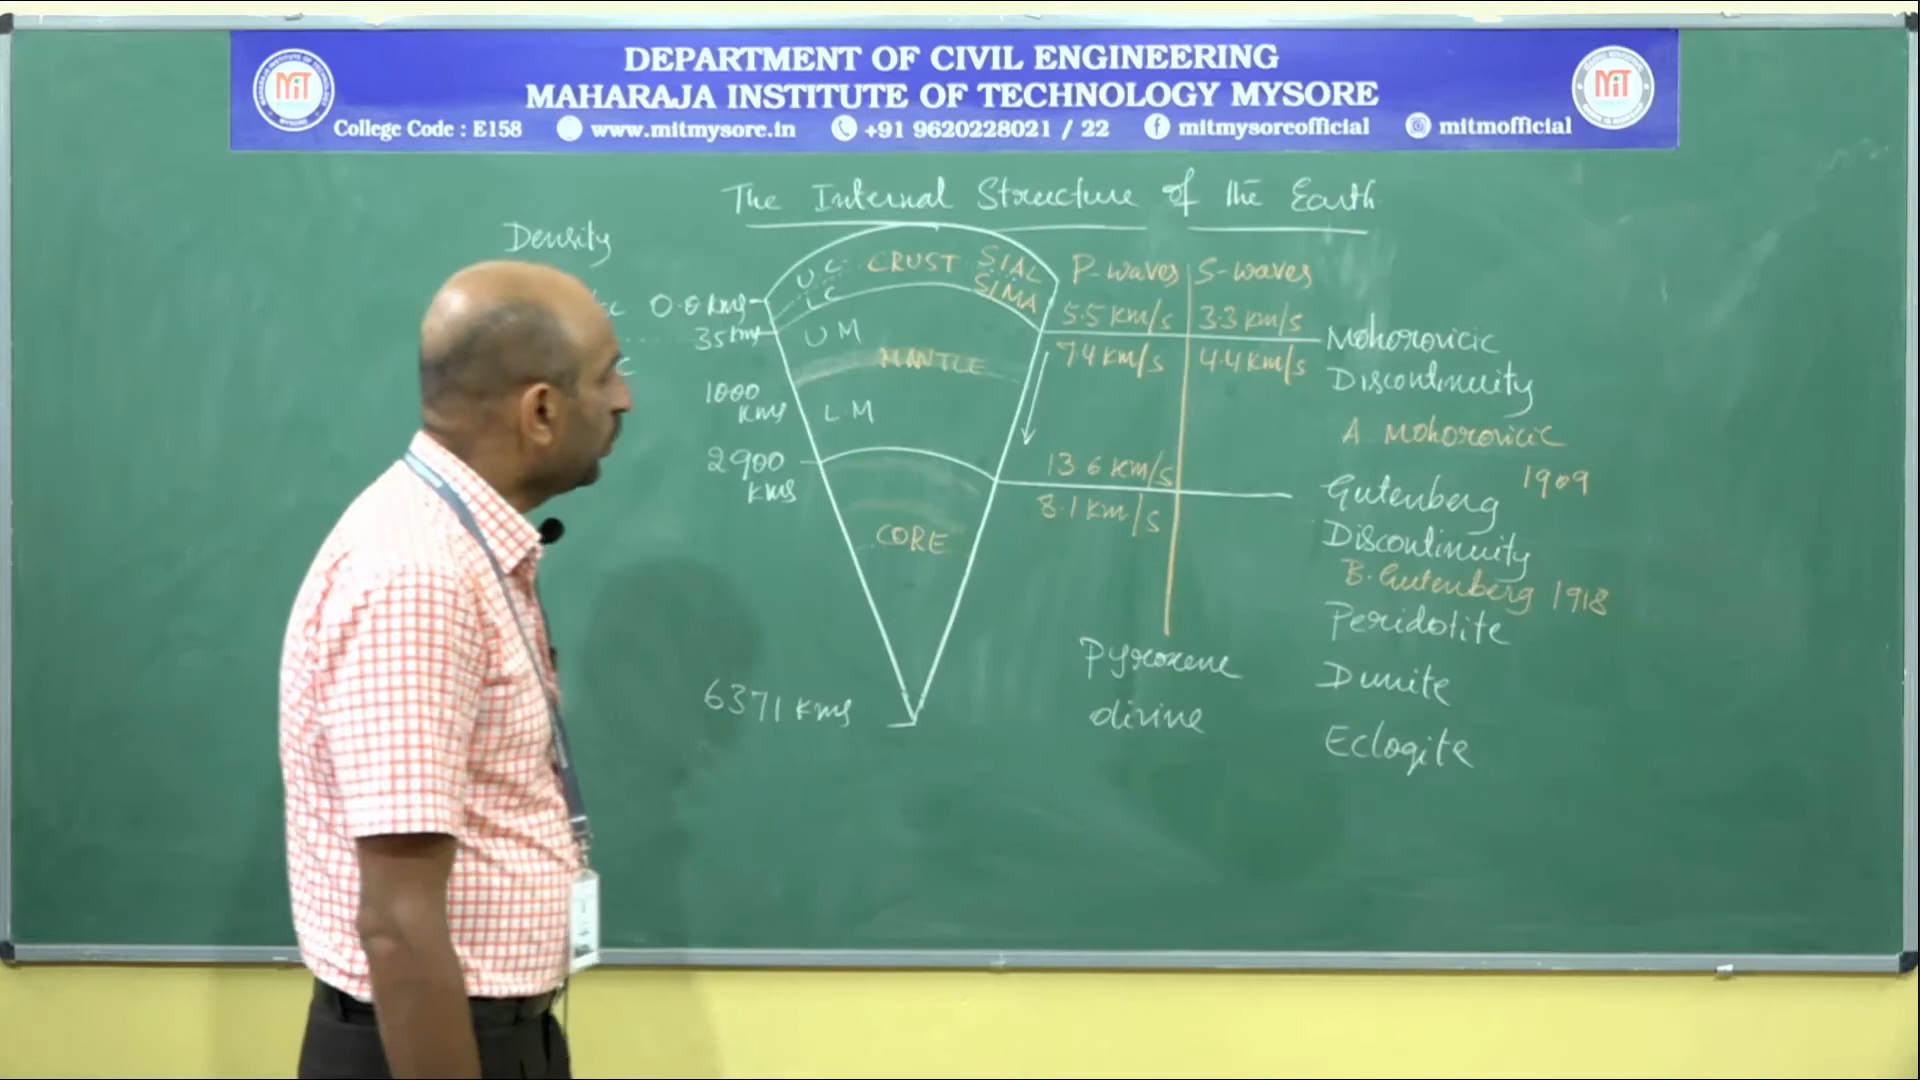 DEPARTMENT OF CIVIL ENGINEERING
MAHARAJA INSTITUTE OF TECHNOLOGY MYSORE
College Code : E158 www.mitmysore.in +91 9620228021 / 22 mitmysoreofficial mitmofficial
MIT
MIT
The Internal Structure of the Earth
Density
U C CRUST SIAL
L C SIMA
35 kms
U M
MANTLE
1000 kms
L.M
2900 kms
CORE
6371 kms
P-waves S-waves
5.5 km/s 3.3 km/s
7.4 km/s 4.4 km/s
13.6 km/s
8.1 km/s
Mohorovicic
Discontinuity
A Mohorovicic
1909
Gutenberg
Discontinuity
B. Gutenberg 1918
Peridotite
Dunite
Eclogite
Pyroxene
olivine